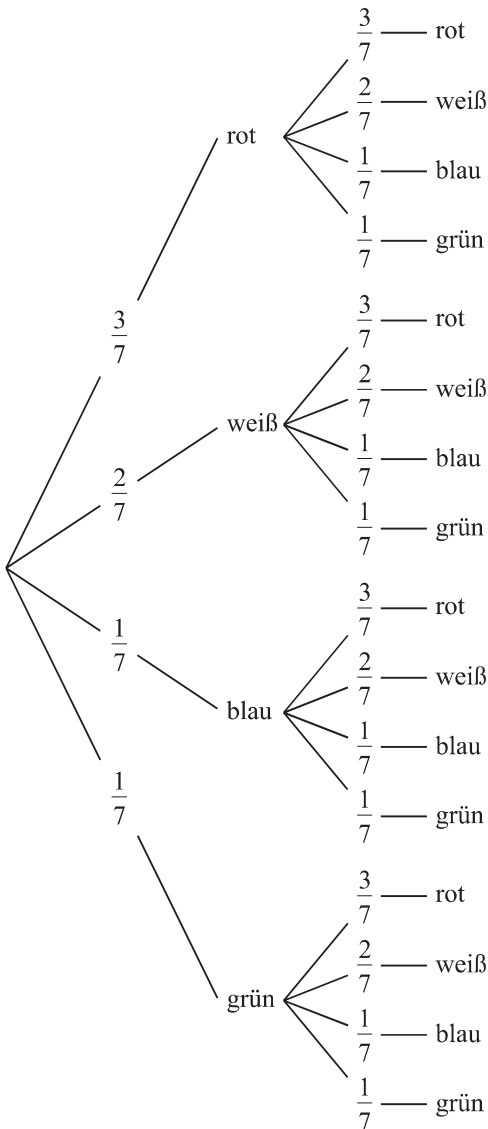 3/7 rot
2/7 weiß
rot
1/7 blau
1/7 grün
3/7 rot
3/7
2/7 weiß
weiß
1/7 blau
2/7
1/7 grün
3/7 rot
1/7
2/7 weiß
blau
1/7 blau
1/7
1/7 grün
3/7 rot
2/7 weiß
grün
1/7 blau
1/7 grün